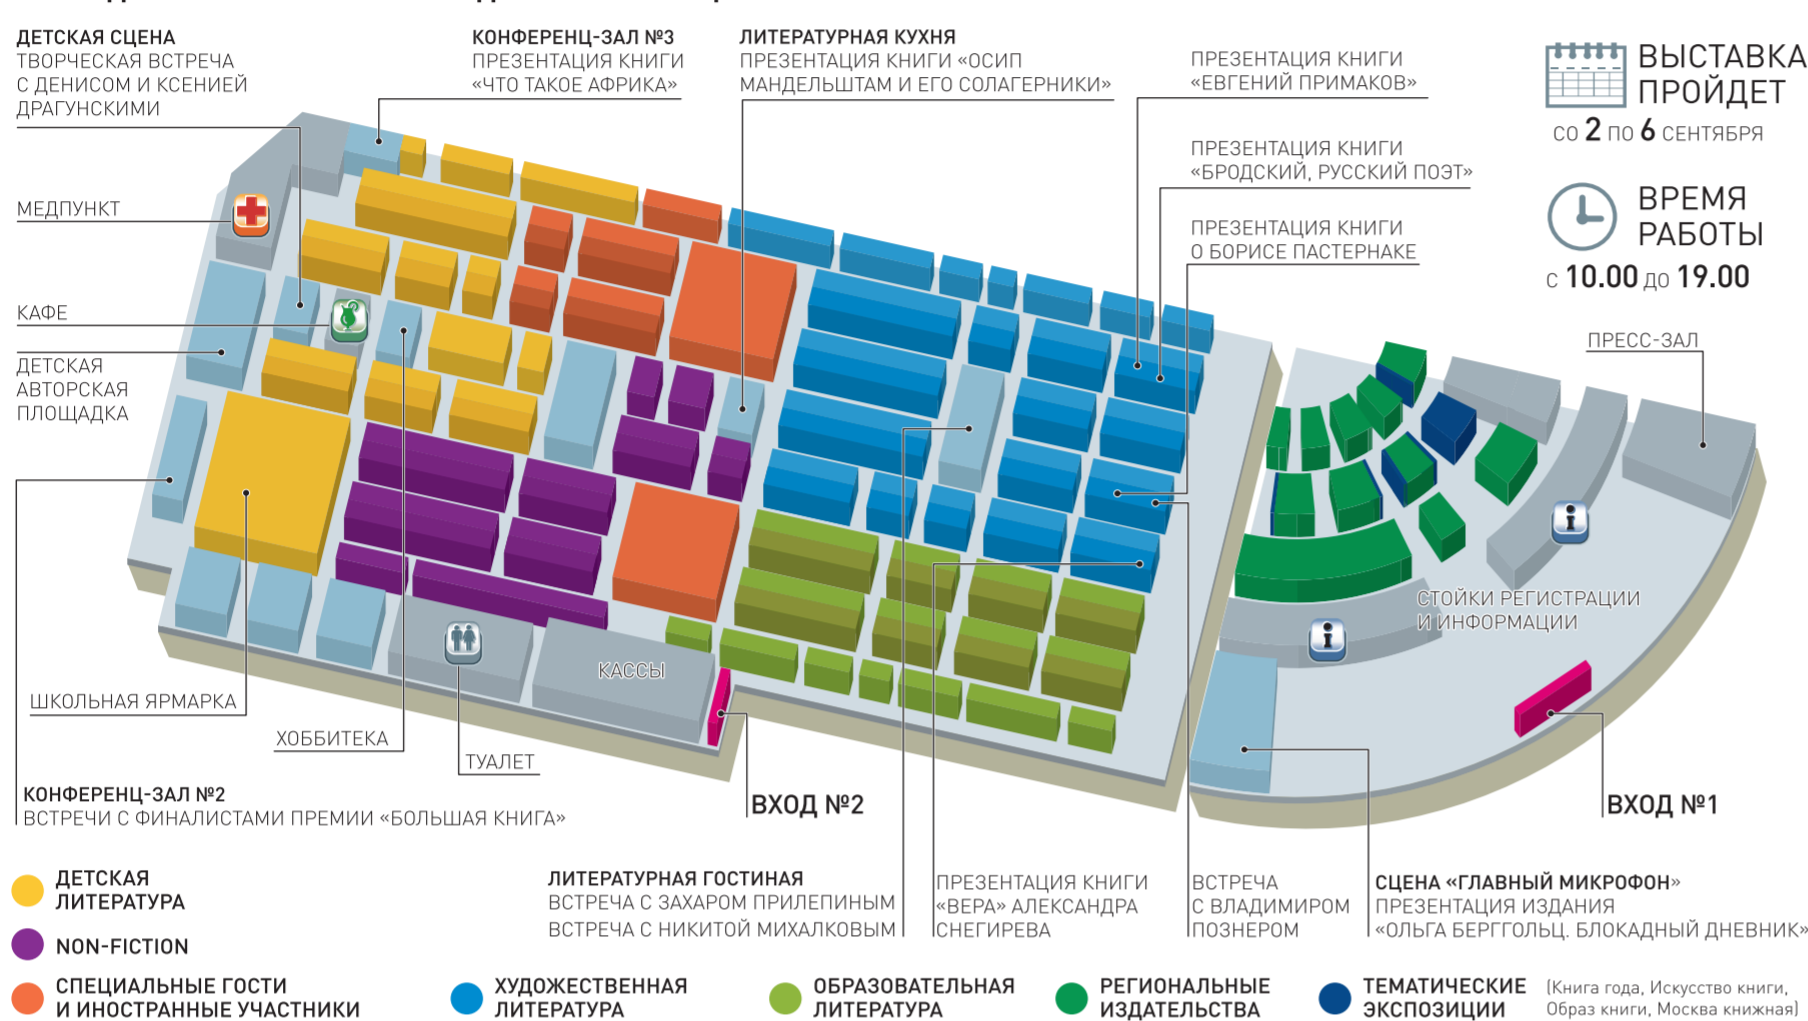 ДЕТСКАЯ СЦЕНА
ТВОРЧЕСКАЯ ВСТРЕЧА
С ДЕНИСОМ И КСЕНИЕЙ
ДРАГУНСКИМИ
КОНФЕРЕНЦ-ЗАЛ №3
ПРЕЗЕНТАЦИЯ КНИГИ
«ЧТО ТАКОЕ АФРИКА»
ЛИТЕРАТУРНАЯ КУХНЯ
ПРЕЗЕНТАЦИЯ КНИГИ «ОСИП
МАНДЕЛЬШТАМ И ЕГО СОЛАГЕРНИКИ»
ПРЕЗЕНТАЦИЯ КНИГИ
«ЕВГЕНИЙ ПРИМАКОВ»
ПРЕЗЕНТАЦИЯ КНИГИ
«БРОДСКИЙ, РУССКИЙ ПОЭТ»
ПРЕЗЕНТАЦИЯ КНИГИ
О БОРИСЕ ПАСТЕРНАКЕ
ВЫСТАВКА
ПРОЙДЕТ
СО 2 ПО 6 СЕНТЯБРЯ
ВРЕМЯ
РАБОТЫ
С 10.00 ДО 19.00
МЕДПУНКТ
КАФЕ
ДЕТСКАЯ
АВТОРСКАЯ
ПЛОЩАДКА
ПРЕСС-ЗАЛ
СТОЙКИ РЕГИСТРАЦИИ
И ИНФОРМАЦИИ
КАССЫ
ШКОЛЬНАЯ ЯРМАРКА
ХОББИТЕКА
ТУАЛЕТ
КОНФЕРЕНЦ-ЗАЛ №2
ВСТРЕЧИ С ФИНАЛИСТАМИ ПРЕМИИ «БОЛЬШАЯ КНИГА»
ВХОД №2
ВХОД №1
ЛИТЕРАТУРНАЯ ГОСТИНАЯ
ВСТРЕЧА С ЗАХАРОМ ПРИЛЕПИНЫМ
ВСТРЕЧА С НИКИТОЙ МИХАЛКОВЫМ
ПРЕЗЕНТАЦИЯ КНИГИ
«ВЕРА» АЛЕКСАНДРА
СНЕГИРЕВА
ВСТРЕЧА
С ВЛАДИМИРОМ
ПОЗНЕРОМ
СЦЕНА «ГЛАВНЫЙ МИКРОФОН»
ПРЕЗЕНТАЦИЯ ИЗДАНИЯ
«ОЛЬГА БЕРГГОЛЬЦ. БЛОКАДНЫЙ ДНЕВНИК»
ДЕТСКАЯ
ЛИТЕРАТУРА
NON-FICTION
СПЕЦИАЛЬНЫЕ ГОСТИ
И ИНОСТРАННЫЕ УЧАСТНИКИ
ХУДОЖЕСТВЕННАЯ
ЛИТЕРАТУРА
ОБРАЗОВАТЕЛЬНАЯ
ЛИТЕРАТУРА
РЕГИОНАЛЬНЫЕ
ИЗДАТЕЛЬСТВА
ТЕМАТИЧЕСКИЕ
ЭКСПОЗИЦИИ
(Книга года, Искусство книги,
Образ книги, Москва книжная)